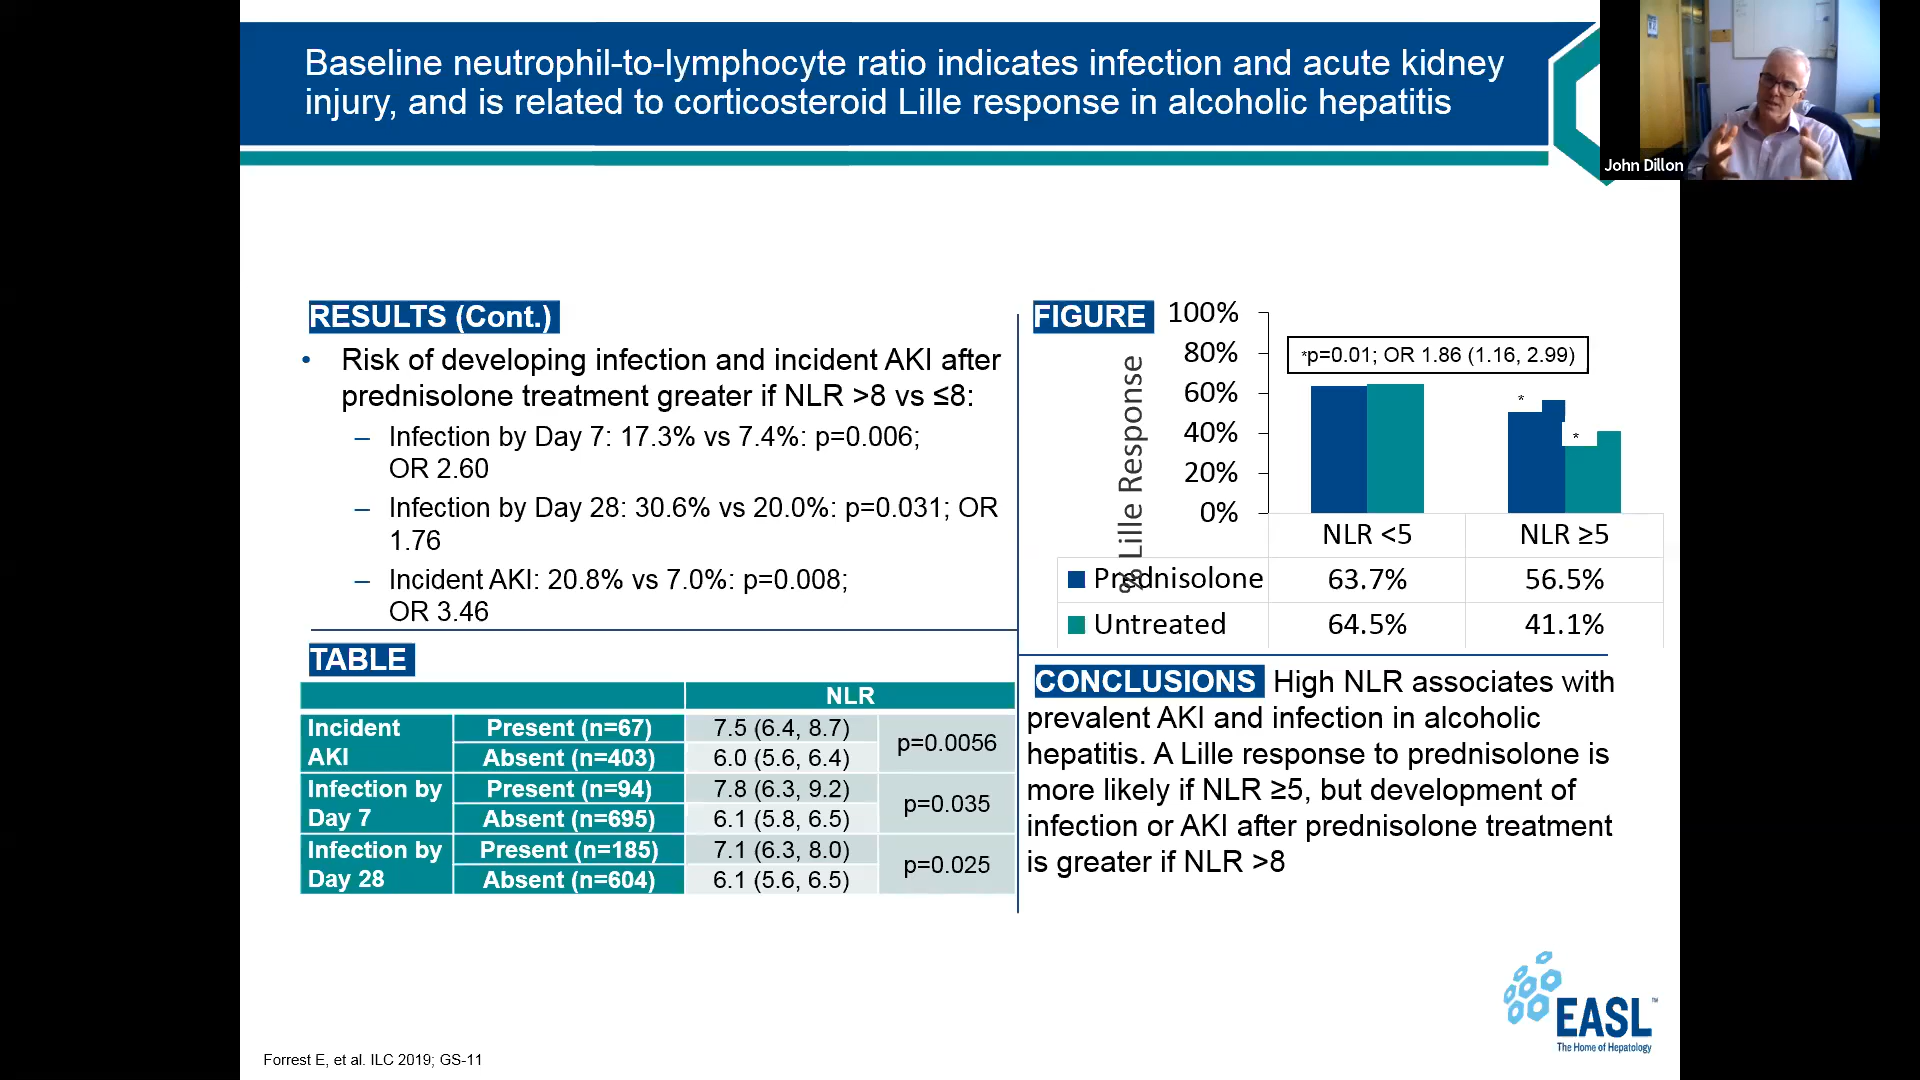 Baseline neutrophil-to-lymphocyte ratio indicates infection and acute kidney
injury, and is related to corticosteroid Lille response in alcoholic hepatitis
John Dillon
RESULTS (Cont.)
• Risk of developing infection and incident AKI after
prednisolone treatment greater if NLR >8 vs ≤8:
– Infection by Day 7: 17.3% vs 7.4%: p=0.006;
OR 2.60
– Infection by Day 28: 30.6% vs 20.0%: p=0.031; OR
1.76
– Incident AKI: 20.8% vs 7.0%: p=0.008;
OR 3.46
TABLE
NLR
Incident AKI
Present (n=67) 7.5 (6.4, 8.7) p=0.0056
Absent (n=403) 6.0 (5.6, 6.4)
Infection by Day 7
Present (n=94) 7.8 (6.3, 9.2) p=0.035
Absent (n=695) 6.1 (5.8, 6.5)
Infection by Day 28
Present (n=185) 7.1 (6.3, 8.0) p=0.025
Absent (n=604) 6.1 (5.6, 6.5)
FIGURE
% Lille Response
100%
80%
60%
40%
20%
0%
*p=0.01; OR 1.86 (1.16, 2.99)
*
*
NLR <5 NLR ≥5
Prednisolone 63.7% 56.5%
Untreated 64.5% 41.1%
CONCLUSIONS High NLR associates with
prevalent AKI and infection in alcoholic
hepatitis. A Lille response to prednisolone is
more likely if NLR ≥5, but development of
infection or AKI after prednisolone treatment
is greater if NLR >8
EASL™
The Home of Hepatology
Forrest E, et al. ILC 2019; GS-11